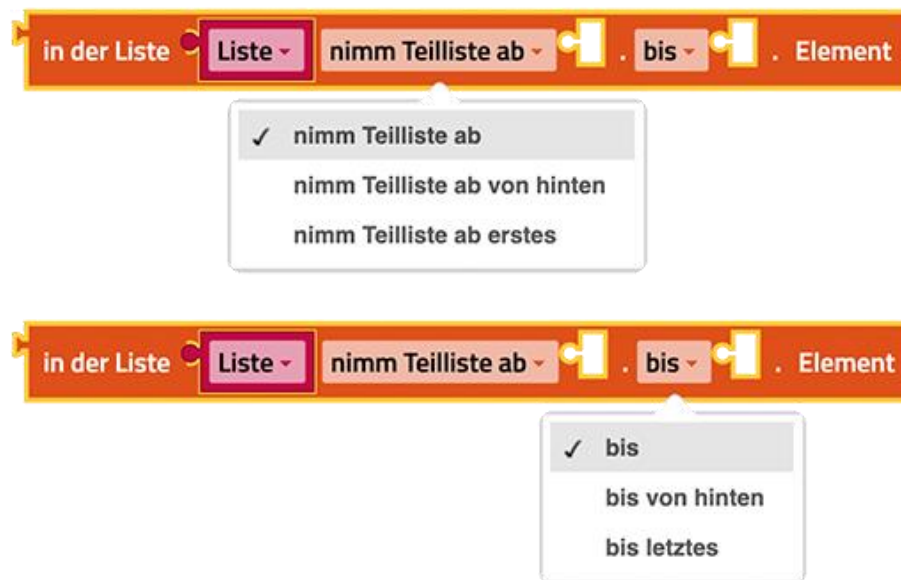 in der Liste Liste nimm Teilliste ab . bis . Element
✓ nimm Teilliste ab
nimm Teilliste ab von hinten
nimm Teilliste ab erstes
in der Liste Liste nimm Teilliste ab . bis . Element
✓ bis
bis von hinten
bis letztes